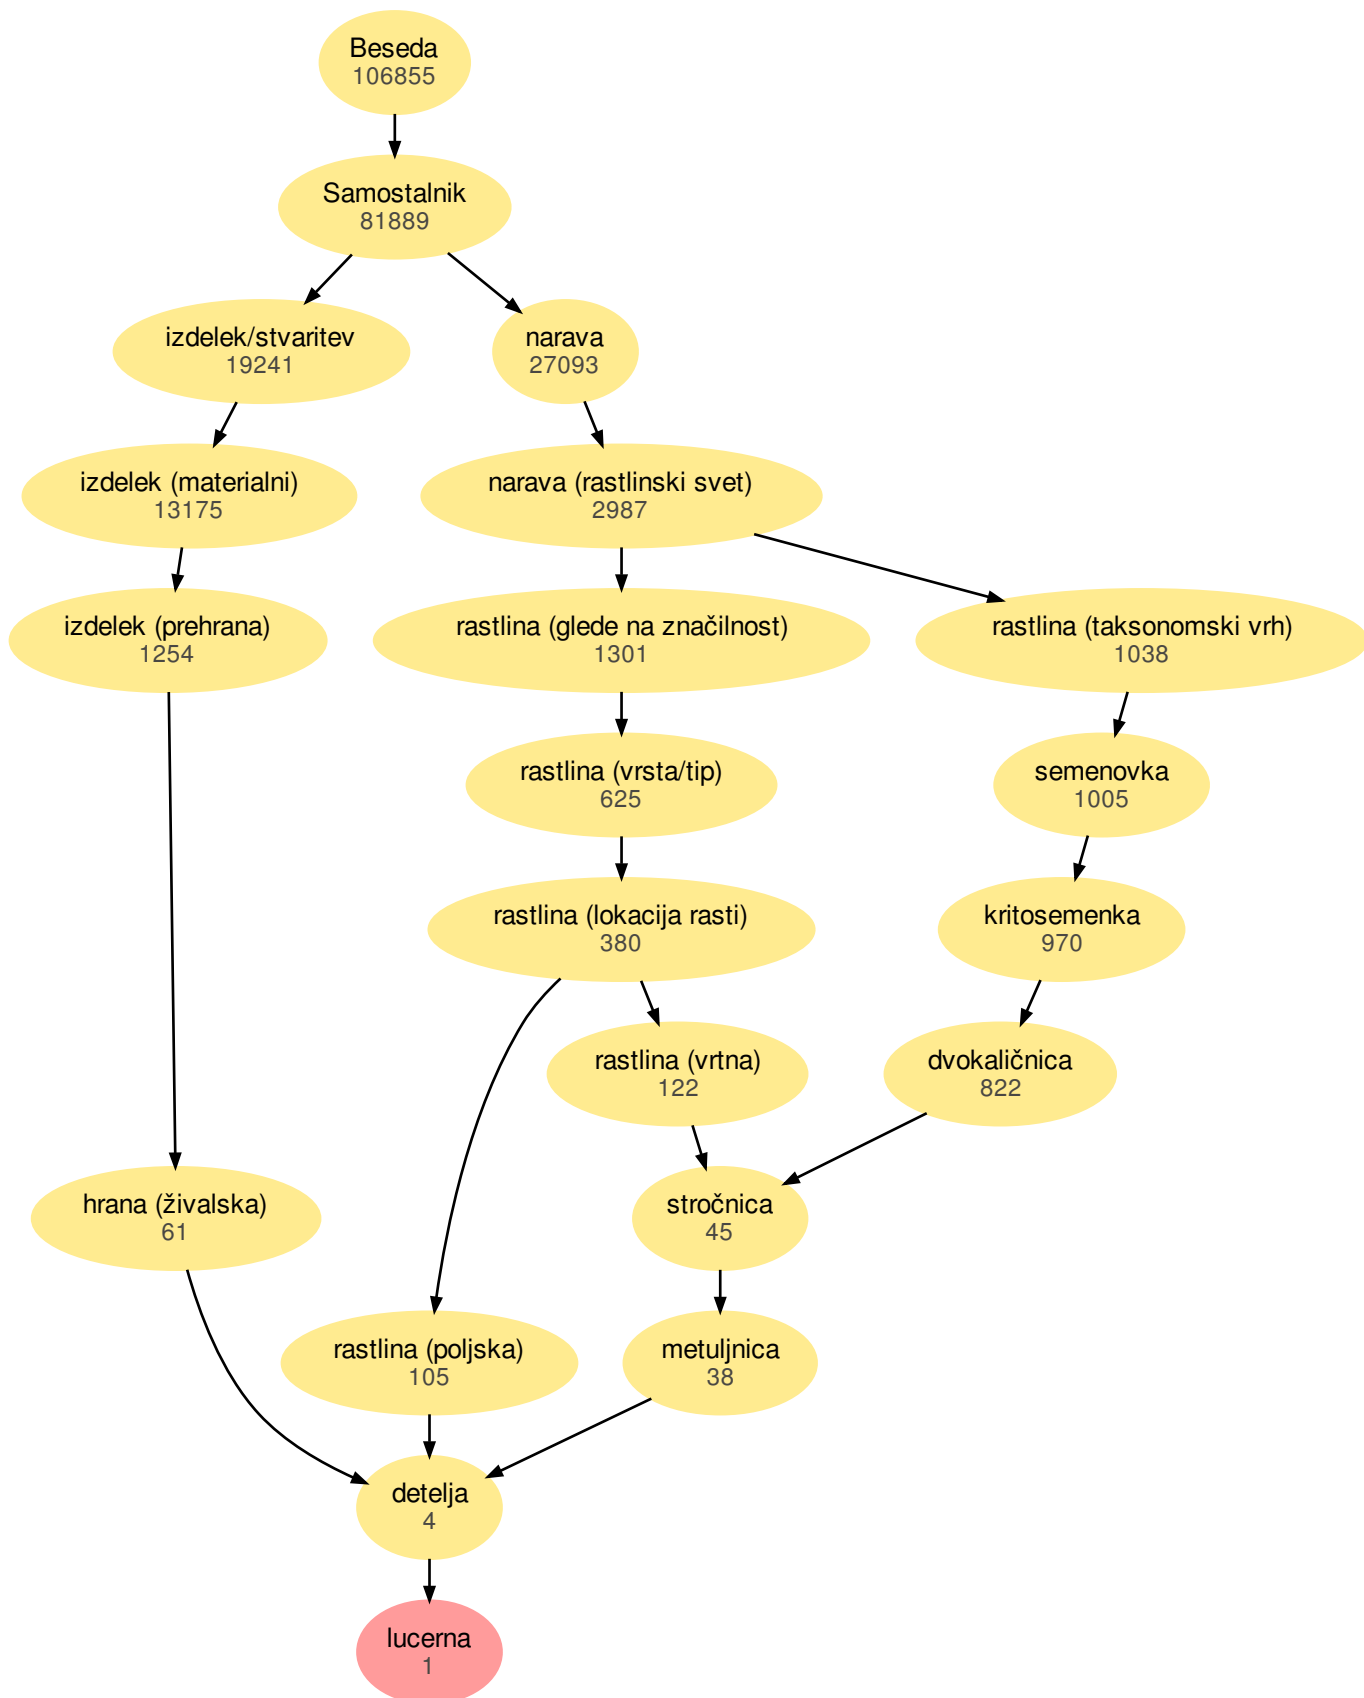 Beseda
106855
Samostalnik
81889
izdelek/stvaritev
19241
narava
27093
izdelek (materialni)
13175
narava (rastlinski svet)
2987
izdelek (prehrana)
1254
rastlina (glede na značilnost)
1301
rastlina (taksonomski vrh)
1038
rastlina (vrsta/tip)
625
semenovka
1005
rastlina (lokacija rasti)
380
kritosemenka
970
rastlina (vrtna)
122
dvokaličnica
822
hrana (živalska)
61
stročnica
45
rastlina (poljska)
105
metuljnica
38
detelja
4
lucerna
1